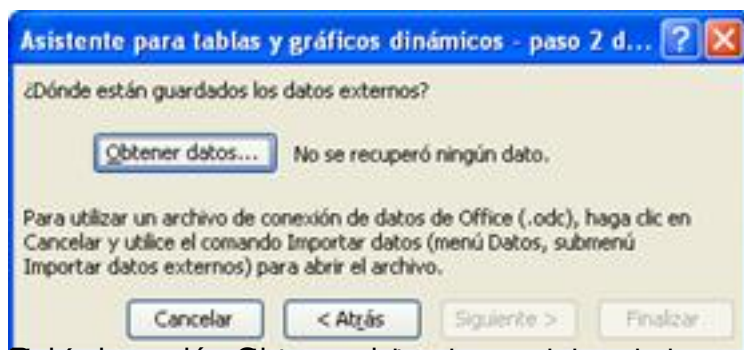 Asistente para tablas y gráficos dinámicos - paso 2 d...
¿Dónde están guardados los datos externos?
Obtener datos... No se recuperó ningún dato.
Para utilizar un archivo de conexión de datos de Office (.odc), haga clic en
Cancelar y utilice el comando Importar datos (menú Datos, submenú
Importar datos externos) para abrir el archivo.
Cancelar < Atrás Siguiente > Finalizar